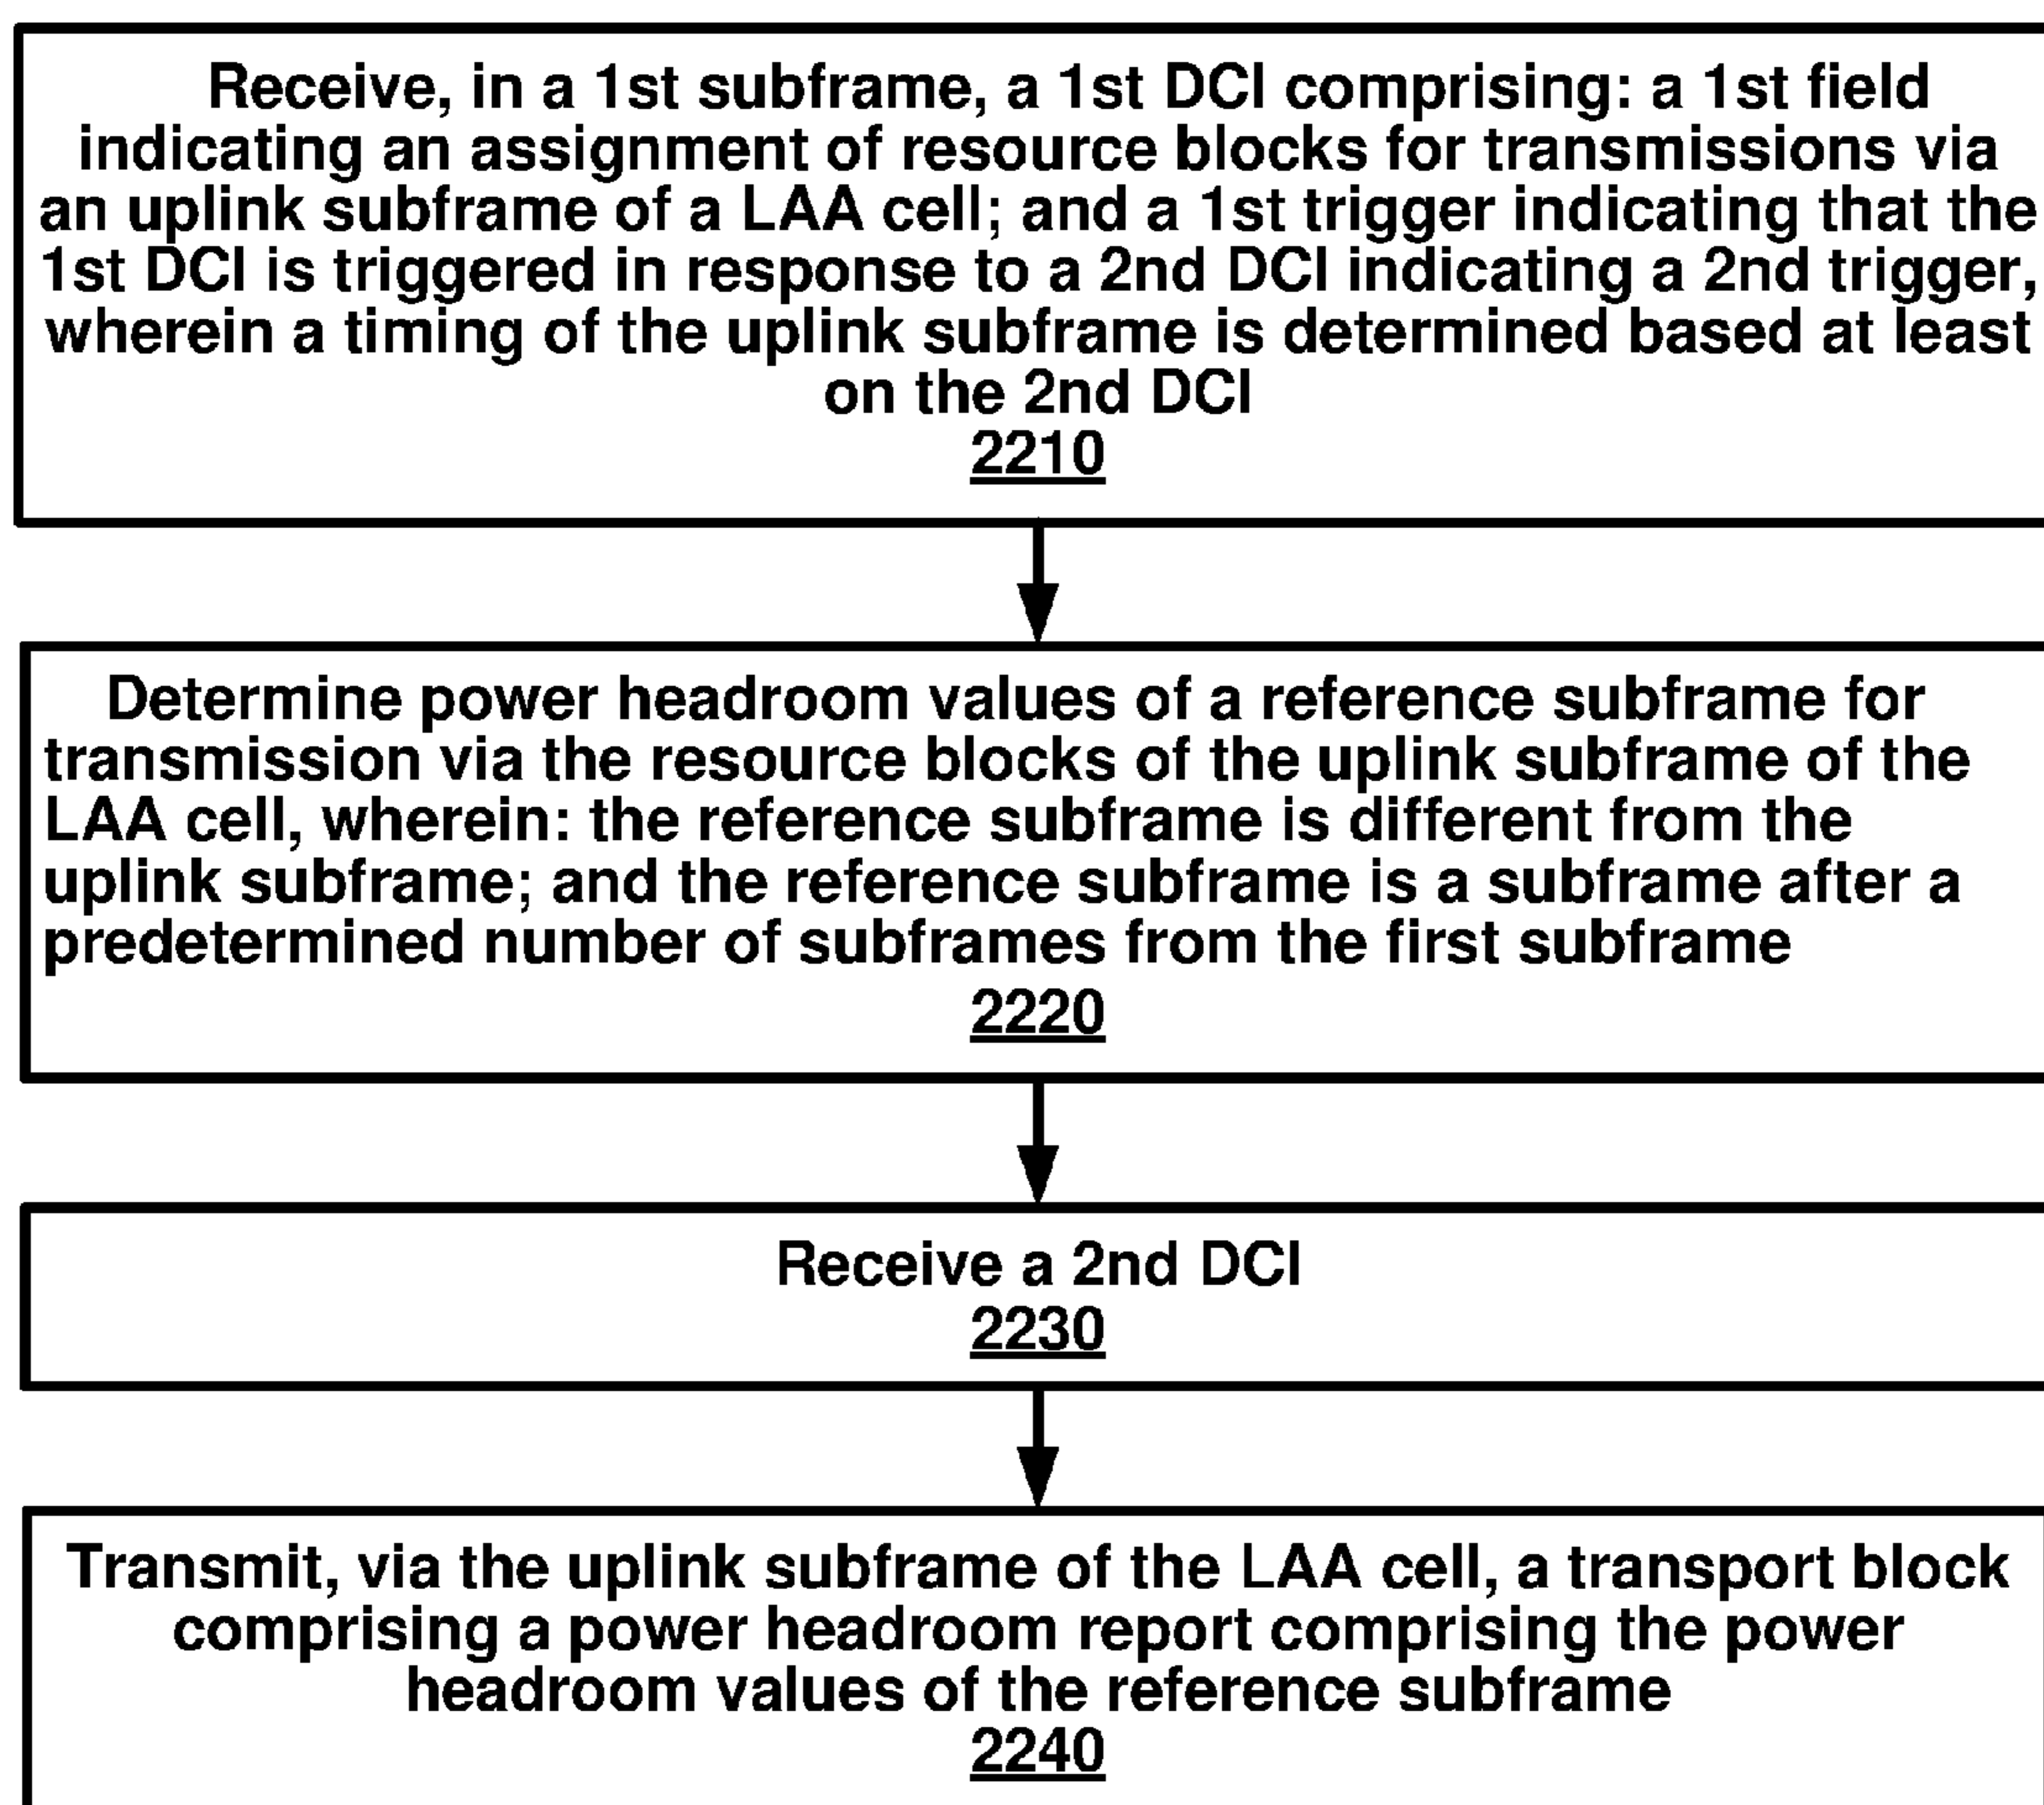 Receive, in a 1st subframe, a 1st DCI comprising: a 1st field
indicating an assignment of resource blocks for transmissions via
an uplink subframe of a LAA cell; and a 1st trigger indicating that the
1st DCI is triggered in response to a 2nd DCI indicating a 2nd trigger,
wherein a timing of the uplink subframe is determined based at least
on the 2nd DCI
2210
Determine power headroom values of a reference subframe for
transmission via the resource blocks of the uplink subframe of the
LAA cell, wherein: the reference subframe is different from the
uplink subframe; and the reference subframe is a subframe after a
predetermined number of subframes from the first subframe
2220
Receive a 2nd DCI
2230
Transmit, via the uplink subframe of the LAA cell, a transport block
comprising a power headroom report comprising the power
headroom values of the reference subframe
2240